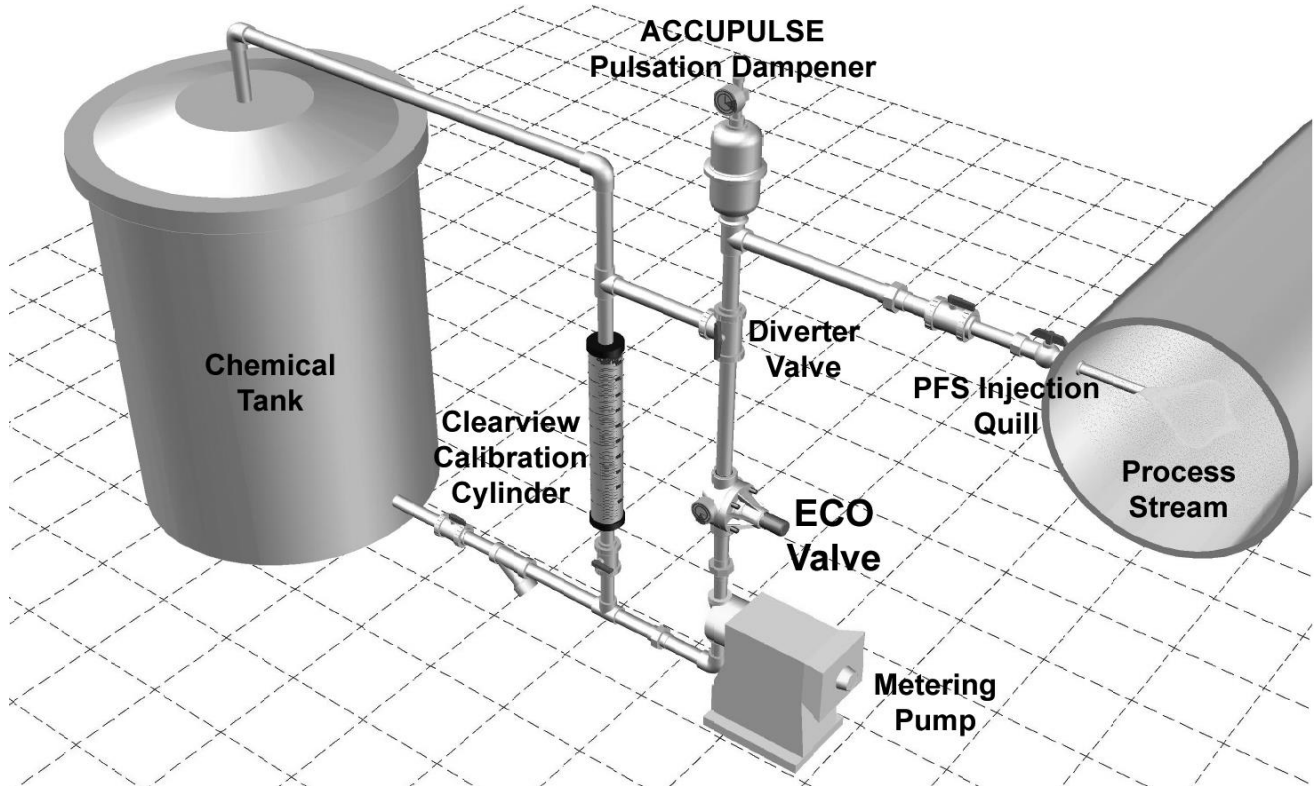 ACCUPULSE
Pulsation Dampener
Chemical
Tank
Clearview
Calibration
Cylinder
Diverter
Valve
PFS Injection
Quill
Process
Stream
ECO
Valve
Metering
Pump